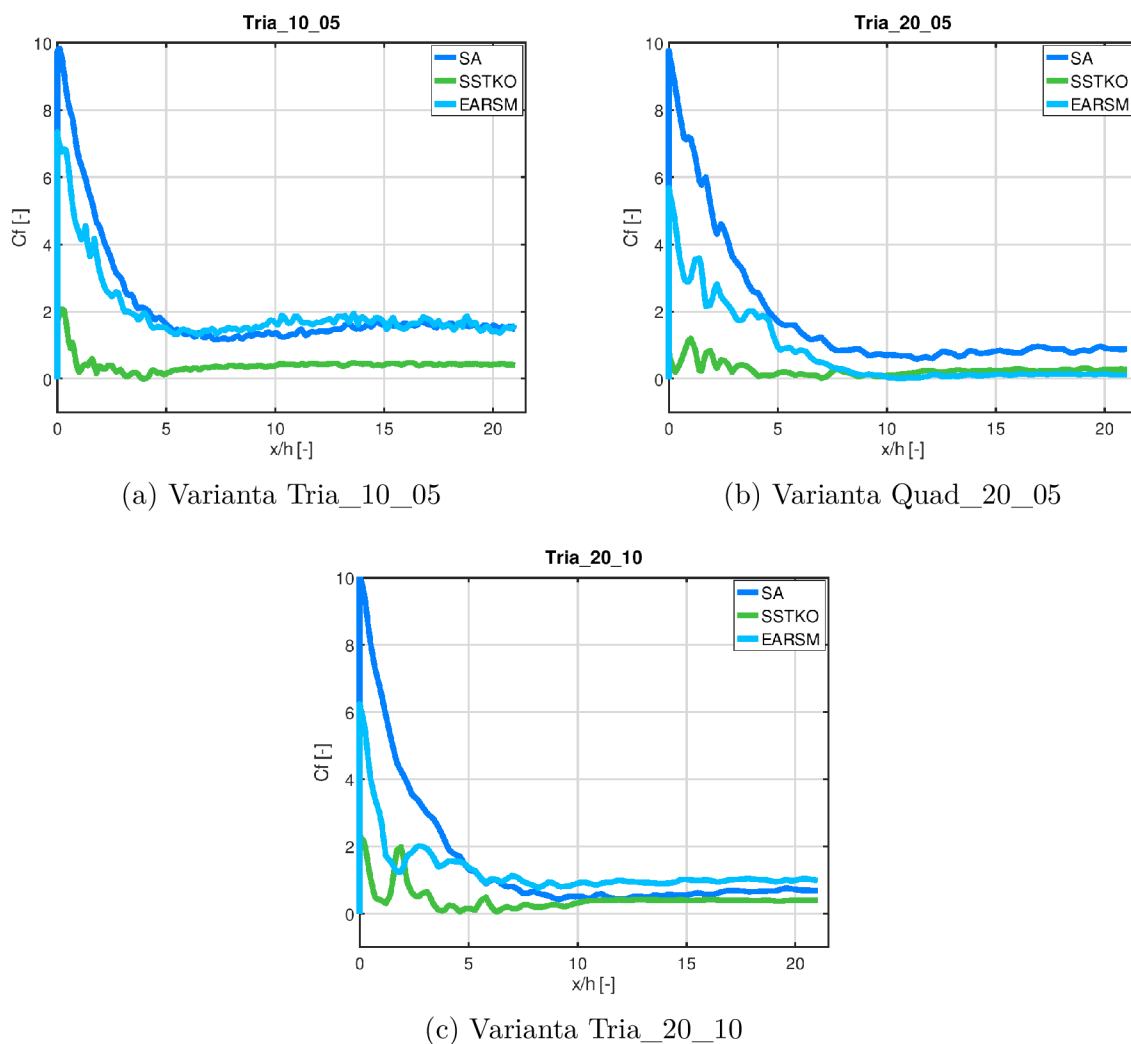 Tria_10_05
10
8
6
4
2
0
Cf [-]
0 5 10 15 20
x/h [-]
SA
SSTKO
EARSM
(a) Varianta Tria_10_05
Tria_20_05
10
8
6
4
2
0
Cf [-]
0 5 10 15 20
x/h [-]
SA
SSTKO
EARSM
(b) Varianta Quad_20_05
Tria_20_10
10
8
6
4
2
0
Cf [-]
0 5 10 15 20
x/h [-]
SA
SSTKO
EARSM
(c) Varianta Tria_20_10